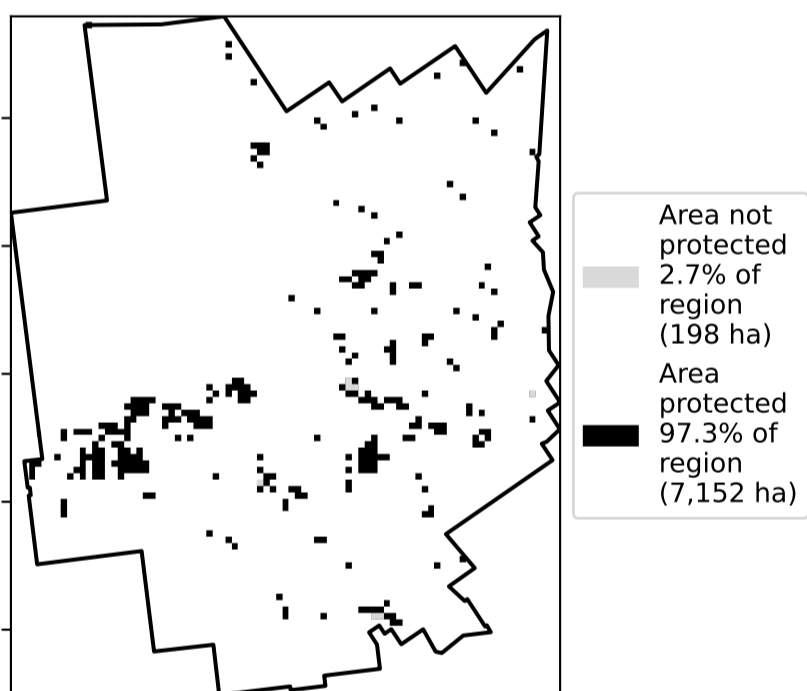 Area not
protected
2.7% of
region
(198 ha)
Area
protected
97.3% of
region
(7,152 ha)